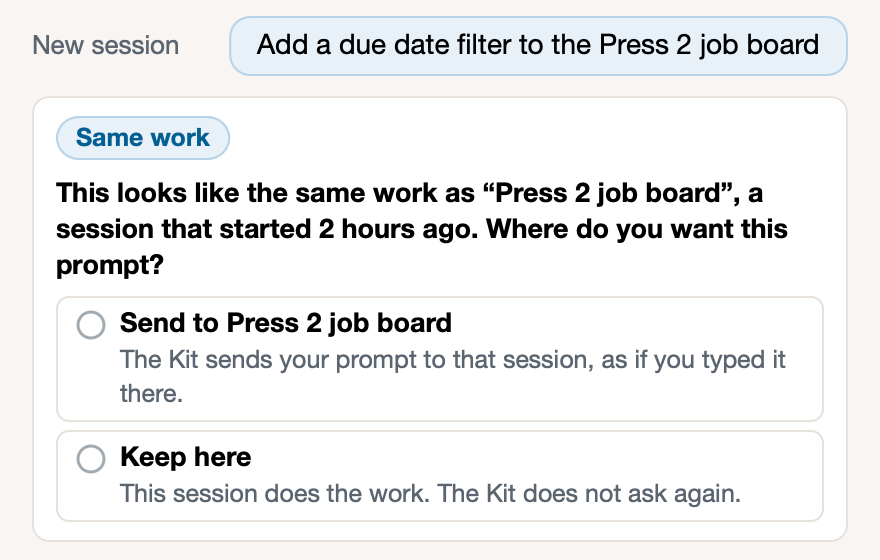 New session
Add a due date filter to the Press 2 job board
Same work
This looks like the same work as “Press 2 job board”, a
session that started 2 hours ago. Where do you want this
prompt?
Send to Press 2 job board
The Kit sends your prompt to that session, as if you typed it
there.
Keep here
This session does the work. The Kit does not ask again.